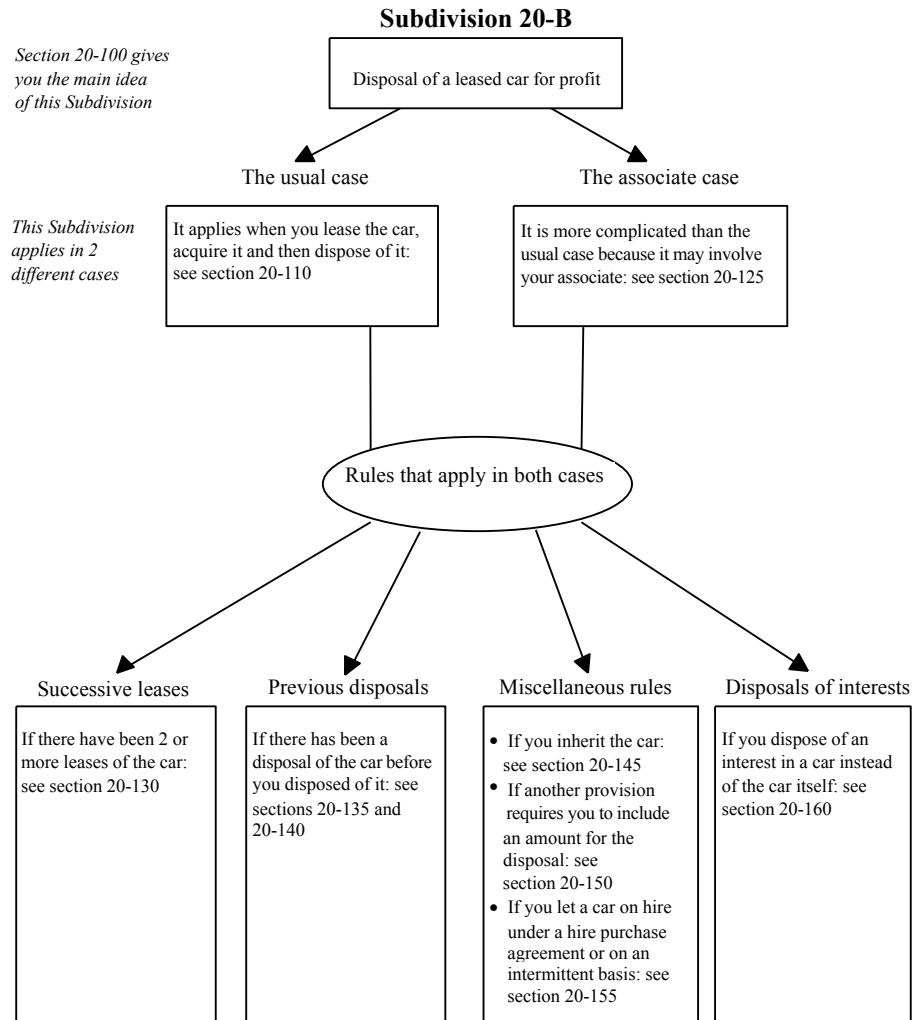 Subdivision 20-B
Section 20-100 gives
you the main idea
of this Subdivision
Disposal of a leased car for profit
The usual case
The associate case
This Subdivision
applies in 2
different cases
It applies when you lease the car,
acquire it and then dispose of it:
see section 20-110
It is more complicated than the
usual case because it may involve
your associate: see section 20-125
Rules that apply in both cases
Successive leases
If there have been 2 or
more leases of the car:
see section 20-130
Previous disposals
If there has been a
disposal of the car before
you disposed of it: see
sections 20-135 and
20-140
Miscellaneous rules
• If you inherit the car:
see section 20-145
• If another provision
requires you to include
an amount for the
disposal: see
section 20-150
• If you let a car on hire
under a hire purchase
agreement or on an
intermittent basis: see
section 20-155
Disposals of interests
If you dispose of an
interest in a car instead
of the car itself: see
section 20-160